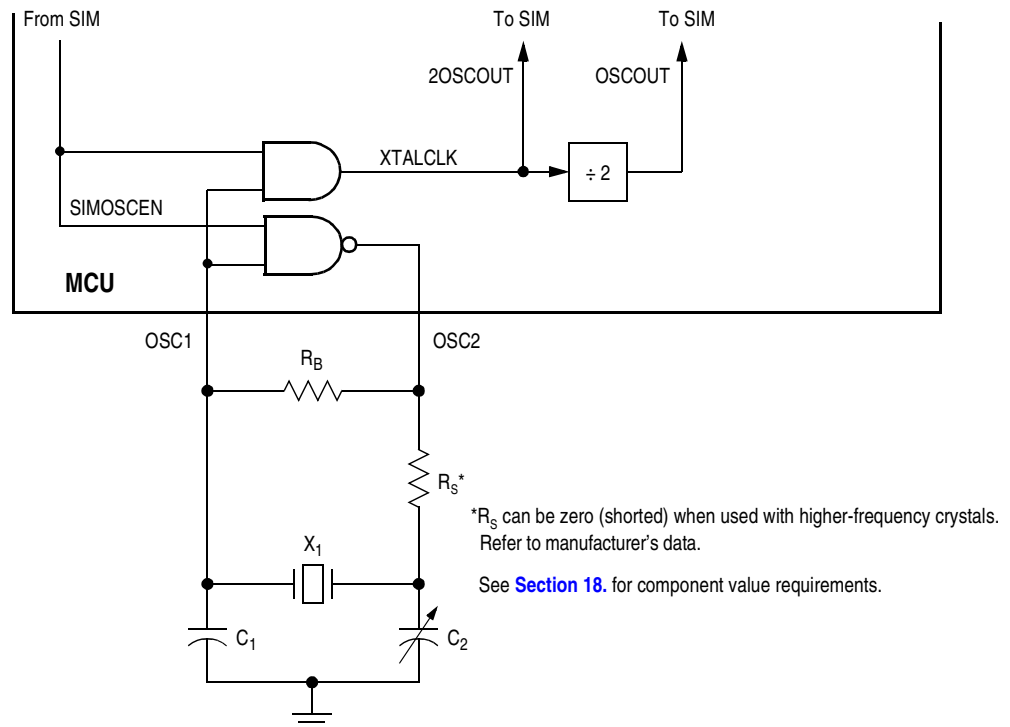 From SIM
To SIM
To SIM
2OSCOUT
OSCOUT
XTALCLK
÷ 2
SIMOSCEN
MCU
OSC1
OSC2
RB
RS*
*RS can be zero (shorted) when used with higher-frequency crystals.
Refer to manufacturer's data.
X1
See Section 18. for component value requirements.
C1
C2